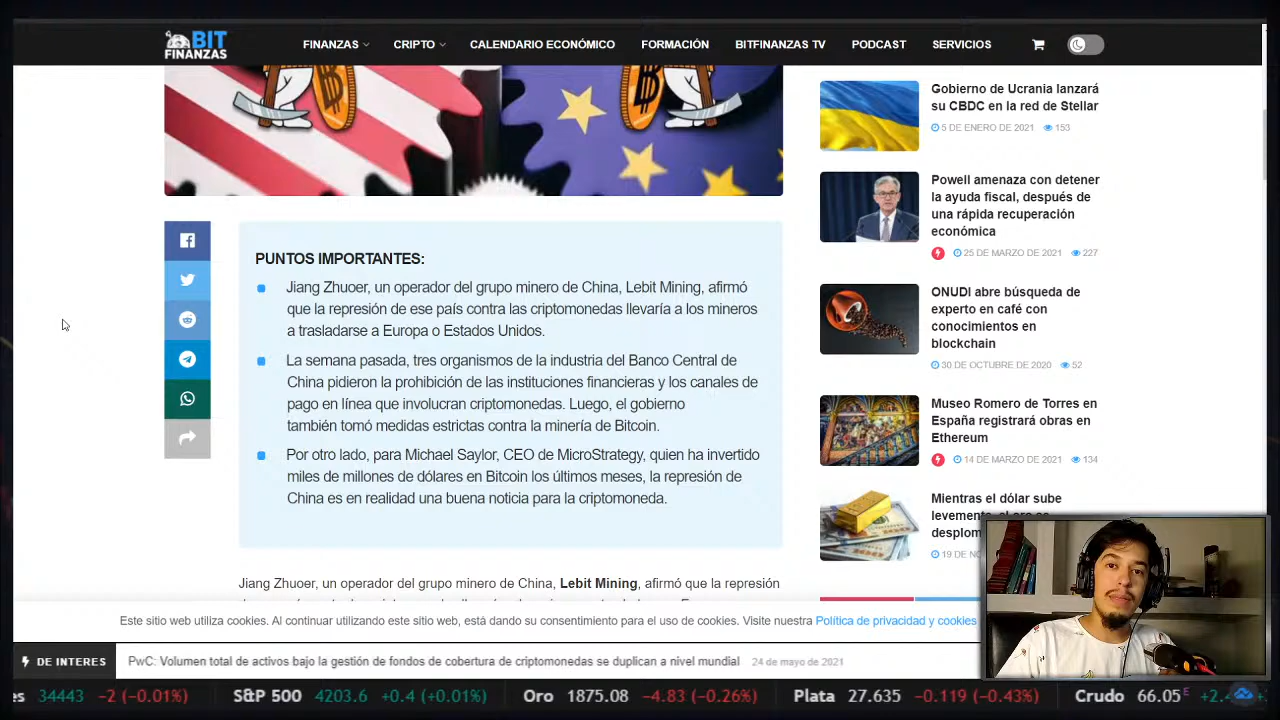 BIT
FINANZAS
FINANZAS
CRIPTO
CALENDARIO ECONÓMICO
FORMACIÓN
BITFINANZAS TV
PODCAST
SERVICIOS
PUNTOS IMPORTANTES:
Jiang Zhuoer, un operador del grupo minero de China, Lebit Mining, afirmó
que la represión de ese país contra las criptomonedas llevaría a los mineros
a trasladarse a Europa o Estados Unidos.
La semana pasada, tres organismos de la industria del Banco Central de
China pidieron la prohibición de las instituciones financieras y los canales de
pago en línea que involucran criptomonedas. Luego, el gobierno
también tomó medidas estrictas contra la minería de Bitcoin.
Por otro lado, para Michael Saylor, CEO de MicroStrategy, quien ha invertido
miles de millones de dólares en Bitcoin los últimos meses, la represión de
China es en realidad una buena noticia para la criptomoneda.
Jiang Zhuoer, un operador del grupo minero de China, Lebit Mining, afirmó que la represión
Gobierno de Ucrania lanzará
su CBDC en la red de Stellar
5 DE ENERO DE 2021 153
Powell amenaza con detener
la ayuda fiscal, después de
una rápida recuperación
económica
25 DE MARZO DE 2021 227
ONUDI abre búsqueda de
experto en café con
conocimientos en
blockchain
30 DE OCTUBRE DE 2020 52
Museo Romero de Torres en
España registrará obras en
Ethereum
14 DE MARZO DE 2021 134
Mientras el dólar sube
levemente, el oro se
desplom
19 DE NO
Este sitio web utiliza cookies. Al continuar utilizando este sitio web, está dando su consentimiento para el uso de cookies. Visite nuestra Política de privacidad y cookies
DE INTERES
PwC: Volumen total de activos bajo la gestión de fondos de cobertura de criptomonedas se duplican a nivel mundial 24 de mayo de 2021
es 34443 -2 (-0.01%) S&P 500 4203.6 +0.4 (+0.01%) Oro 1875.08 -4.83 (-0.26%) Plata 27.635 -0.119 (-0.43%) Crudo 66.05 E +2.